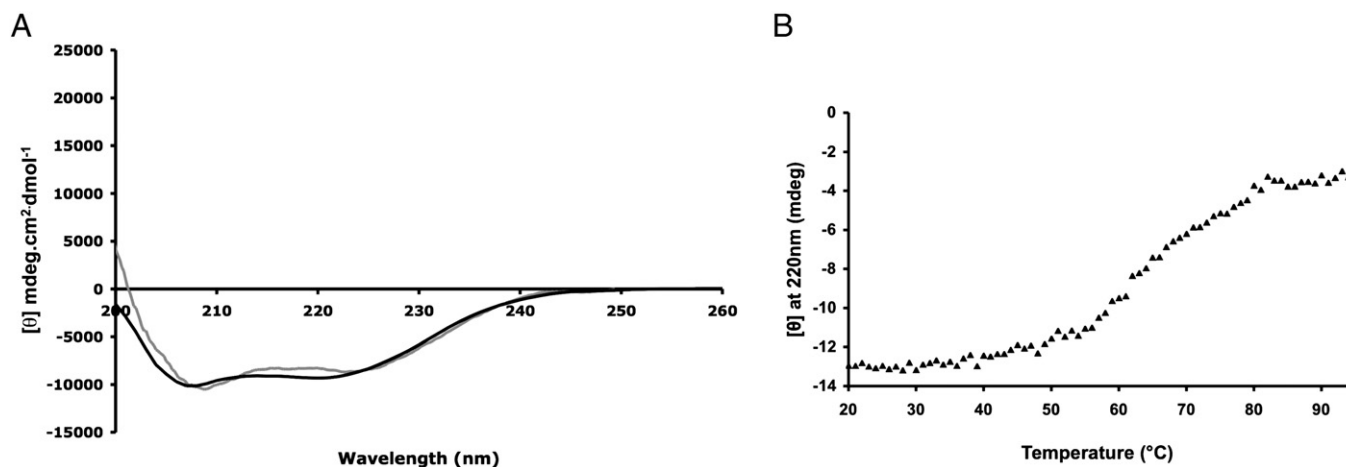 A
25000
20000
15000
10000
5000
0
-5000
-10000
-15000
200 210 220 230 240 250 260
[θ] mdeg.cm²·dmol⁻¹
Wavelength (nm)
B
0
-2
-4
-6
-8
-10
-12
-14
20 30 40 50 60 70 80 90
[θ] at 220nm (mdeg)
Temperature (°C)